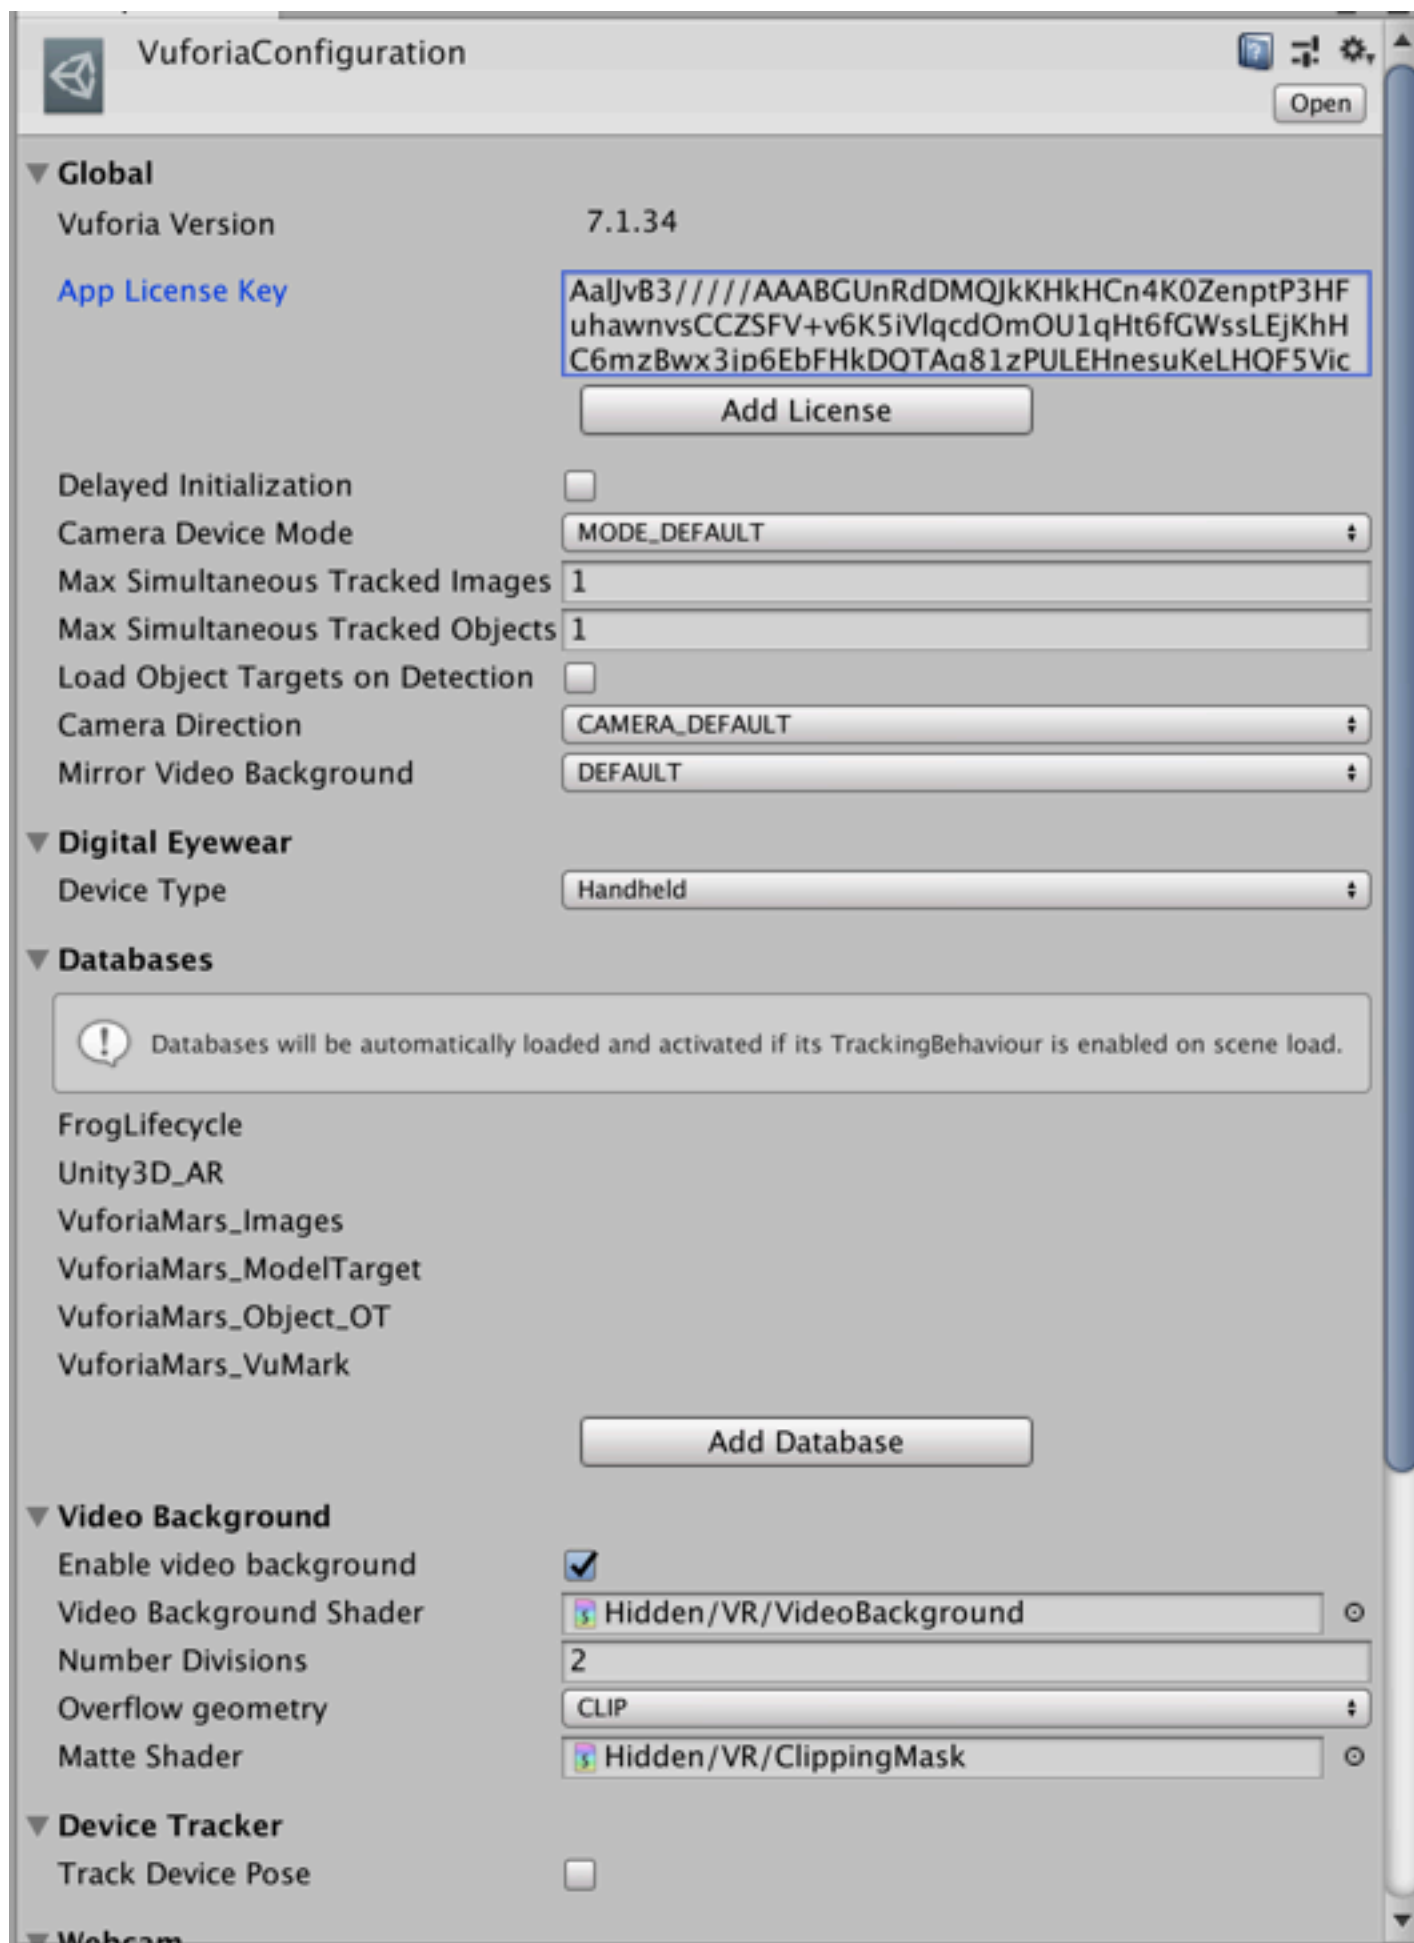 VuforiaConfiguration
Open
Global
Vuforia Version 7.1.34
App License Key AalJvB3/////AAABGUnRdDMQJkKHkHCn4K0ZenptP3HF
uhawnvsCCZSFV+v6K5iVlqcdOmOU1qHt6fGWssLEjKhH
C6mzBwx3jp6EbFHkDQTAq81zPULEHnesuKeLHQF5Vic
Add License
Delayed Initialization
Camera Device Mode MODE_DEFAULT
Max Simultaneous Tracked Images 1
Max Simultaneous Tracked Objects 1
Load Object Targets on Detection
Camera Direction CAMERA_DEFAULT
Mirror Video Background DEFAULT
Digital Eyewear
Device Type Handheld
Databases
Databases will be automatically loaded and activated if its TrackingBehaviour is enabled on scene load.
FrogLifecycle
Unity3D_AR
VuforiaMars_Images
VuforiaMars_ModelTarget
VuforiaMars_Object_OT
VuforiaMars_VuMark
Add Database
Video Background
Enable video background
Video Background Shader Hidden/VR/VideoBackground
Number Divisions 2
Overflow geometry CLIP
Matte Shader Hidden/VR/ClippingMask
Device Tracker
Track Device Pose
Webcam